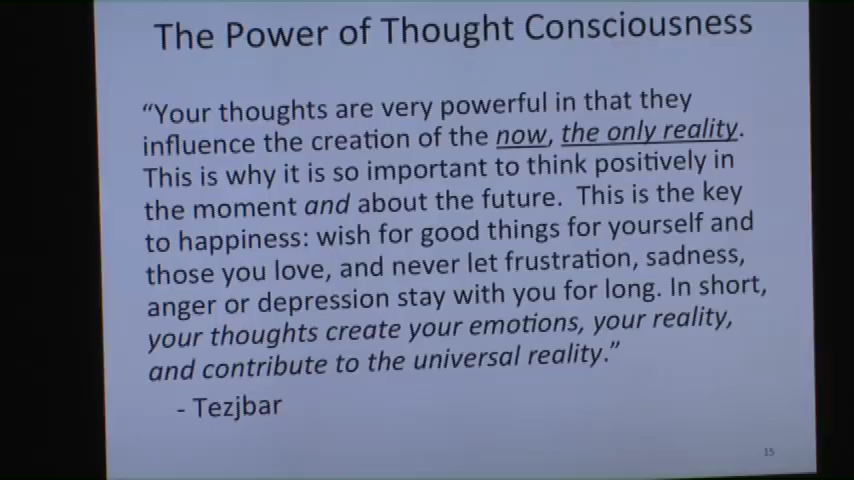 The Power of Thought Consciousness
“Your thoughts are very powerful in that they
influence the creation of the now, the only reality.
This is why it is so important to think positively in
the moment and about the future.  This is the key
to happiness: wish for good things for yourself and
those you love, and never let frustration, sadness,
anger or depression stay with you for long. In short,
your thoughts create your emotions, your reality,
and contribute to the universal reality.”
- Tezjbar
15